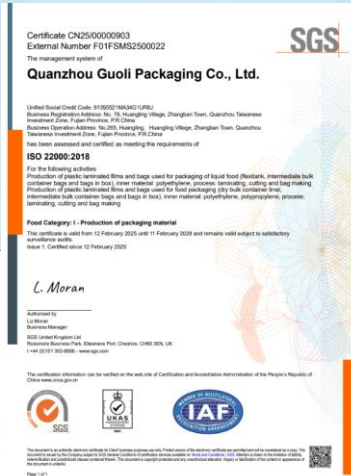 Certificate CN25/00000903
External Number F01FSMS2500022
SGS
The management system of
Quanzhou Guoli Packaging Co., Ltd.
Unified Social Credit Code: 91350521MA34G1UR8J
Business Registration Address: No. 78, Huangling Village, Zhangban Town, Quanzhou Taiwanese
Investment Zone, Fujian Province, P.R.China
Business Operation Address: No.265, Huangling, Huangling Village, Zhangban Town, Quanzhou
Taiwanese Investment Zone, Fujian Province, P.R.China
has been assessed and certified as meeting the requirements of
ISO 22000:2018
For the following activities
Production of plastic laminated films and bags used for packaging of liquid food (flexitank, intermediate bulk
container bags and bags in box), inner material: polyethylene, process: laminating, cutting and bag making
Production of plastic laminated films and bags used for food packaging (dry bulk container liner,
intermediate bulk container bags and bags in box), inner material: polyethylene, polypropylene, process:
laminating, cutting and bag making
Food Category: I - Production of packaging material
This certificate is valid from 12 February 2025 until 11 February 2028 and remains valid subject to satisfactory
surveillance audits.
Issue 1. Certified since 12 February 2025
L. Moran
Authorised by
Liz Moran
Business Manager
SGS United Kingdom Ltd
Rossmore Business Park, Ellesmere Port, Cheshire, CH65 3EN, UK
t +44 (0)151 350-6666 - www.sgs.com
The certification information can be verified on the web site of Certification and Accreditation Administration of the People's Republic of
China www.cnca.gov.cn
SGS
UKAS
MANAGEMENT
SYSTEMS
MEMBER OF MULTILATERAL
IAF
RECOGNITION ARRANGEMENT
Page 1 of 1